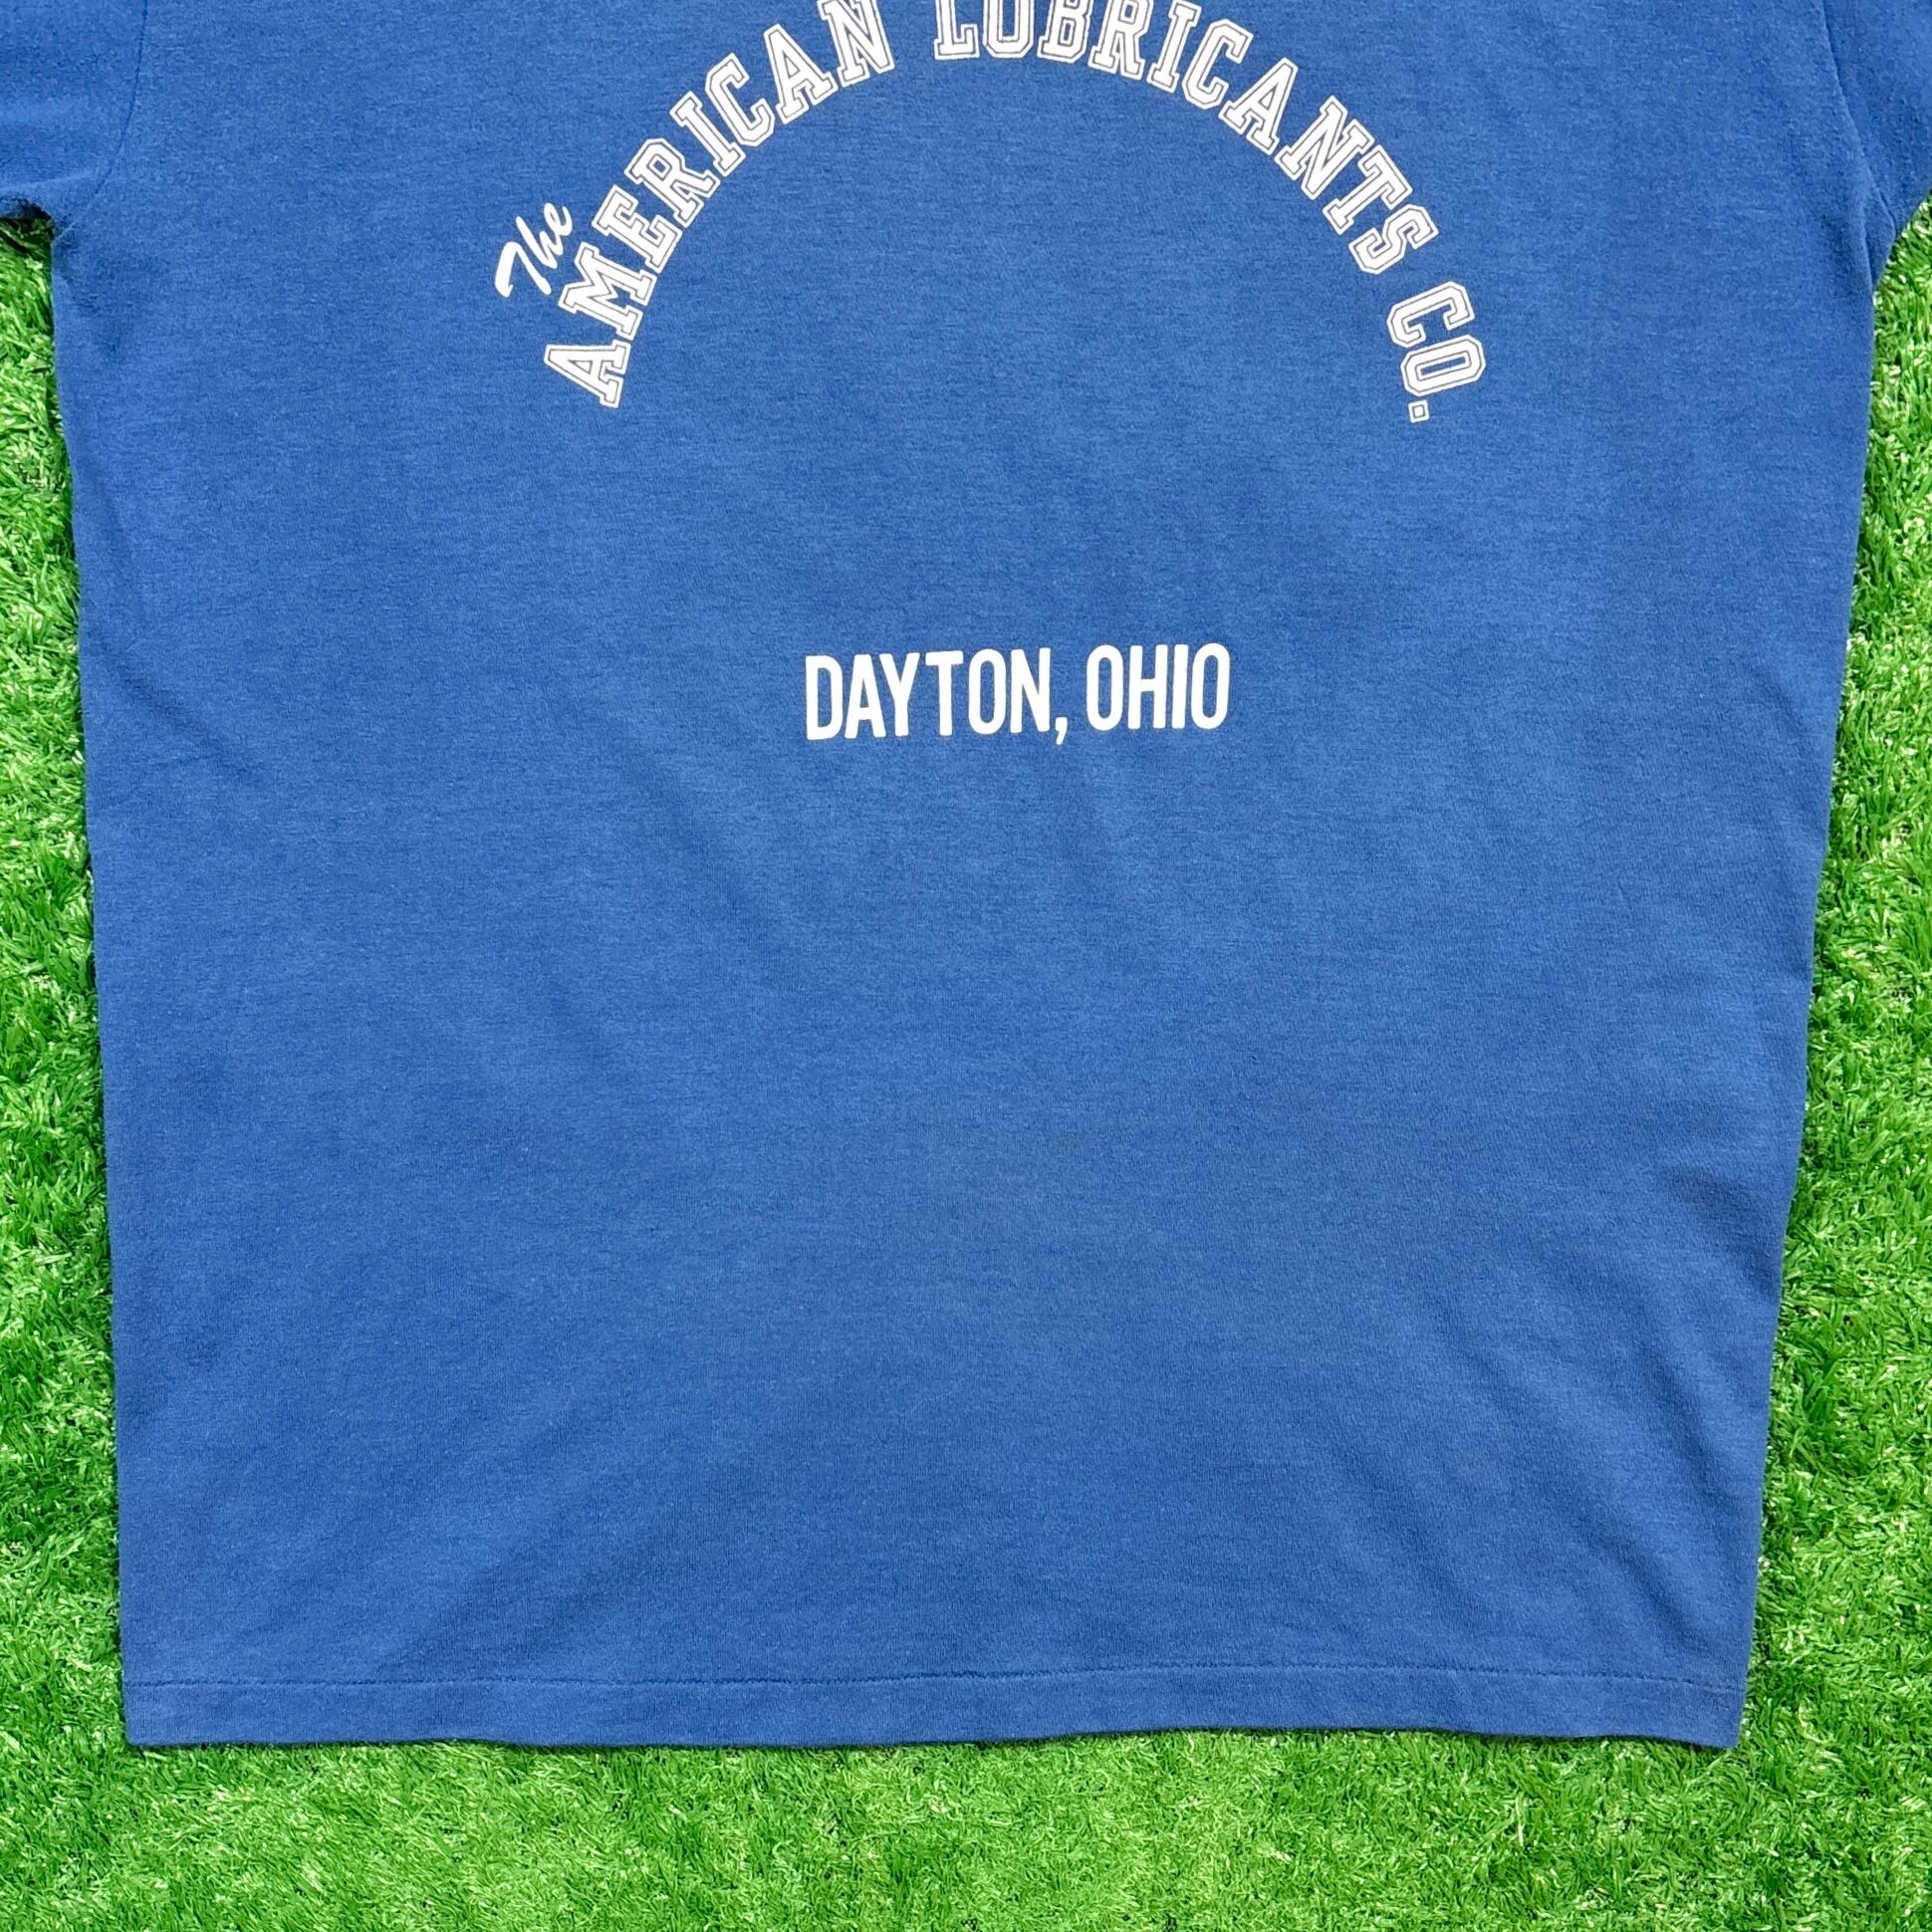 The
AMERICAN LUBRICANTS CO.
DAYTON, OHIO